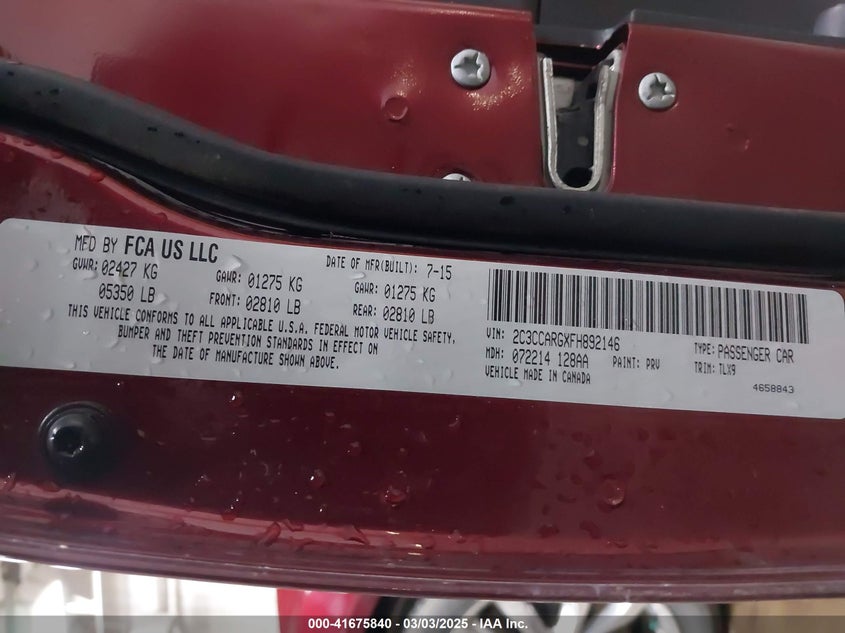 MFD BY FCA US LLC
DATE OF MFR(BUILT): 7-15
GVWR: 02427 KG
GAWR: 01275 KG
GAWR: 01275 KG
05350 LB
FRONT: 02810 LB
REAR: 02810 LB
THIS VEHICLE CONFORMS TO ALL APPLICABLE U.S.A. FEDERAL MOTOR VEHICLE SAFETY,
BUMPER AND THEFT PREVENTION STANDARDS IN EFFECT ON
THE DATE OF MANUFACTURE SHOWN ABOVE.
VIN: 2C3CCARGXFH892146
TYPE: PASSENGER CAR
MDH: 072214 128AA
PAINT: PRV
TRIM: TLX9
VEHICLE MADE IN CANADA
4658843
000-41675840 - 03/03/2025 - IAA Inc.